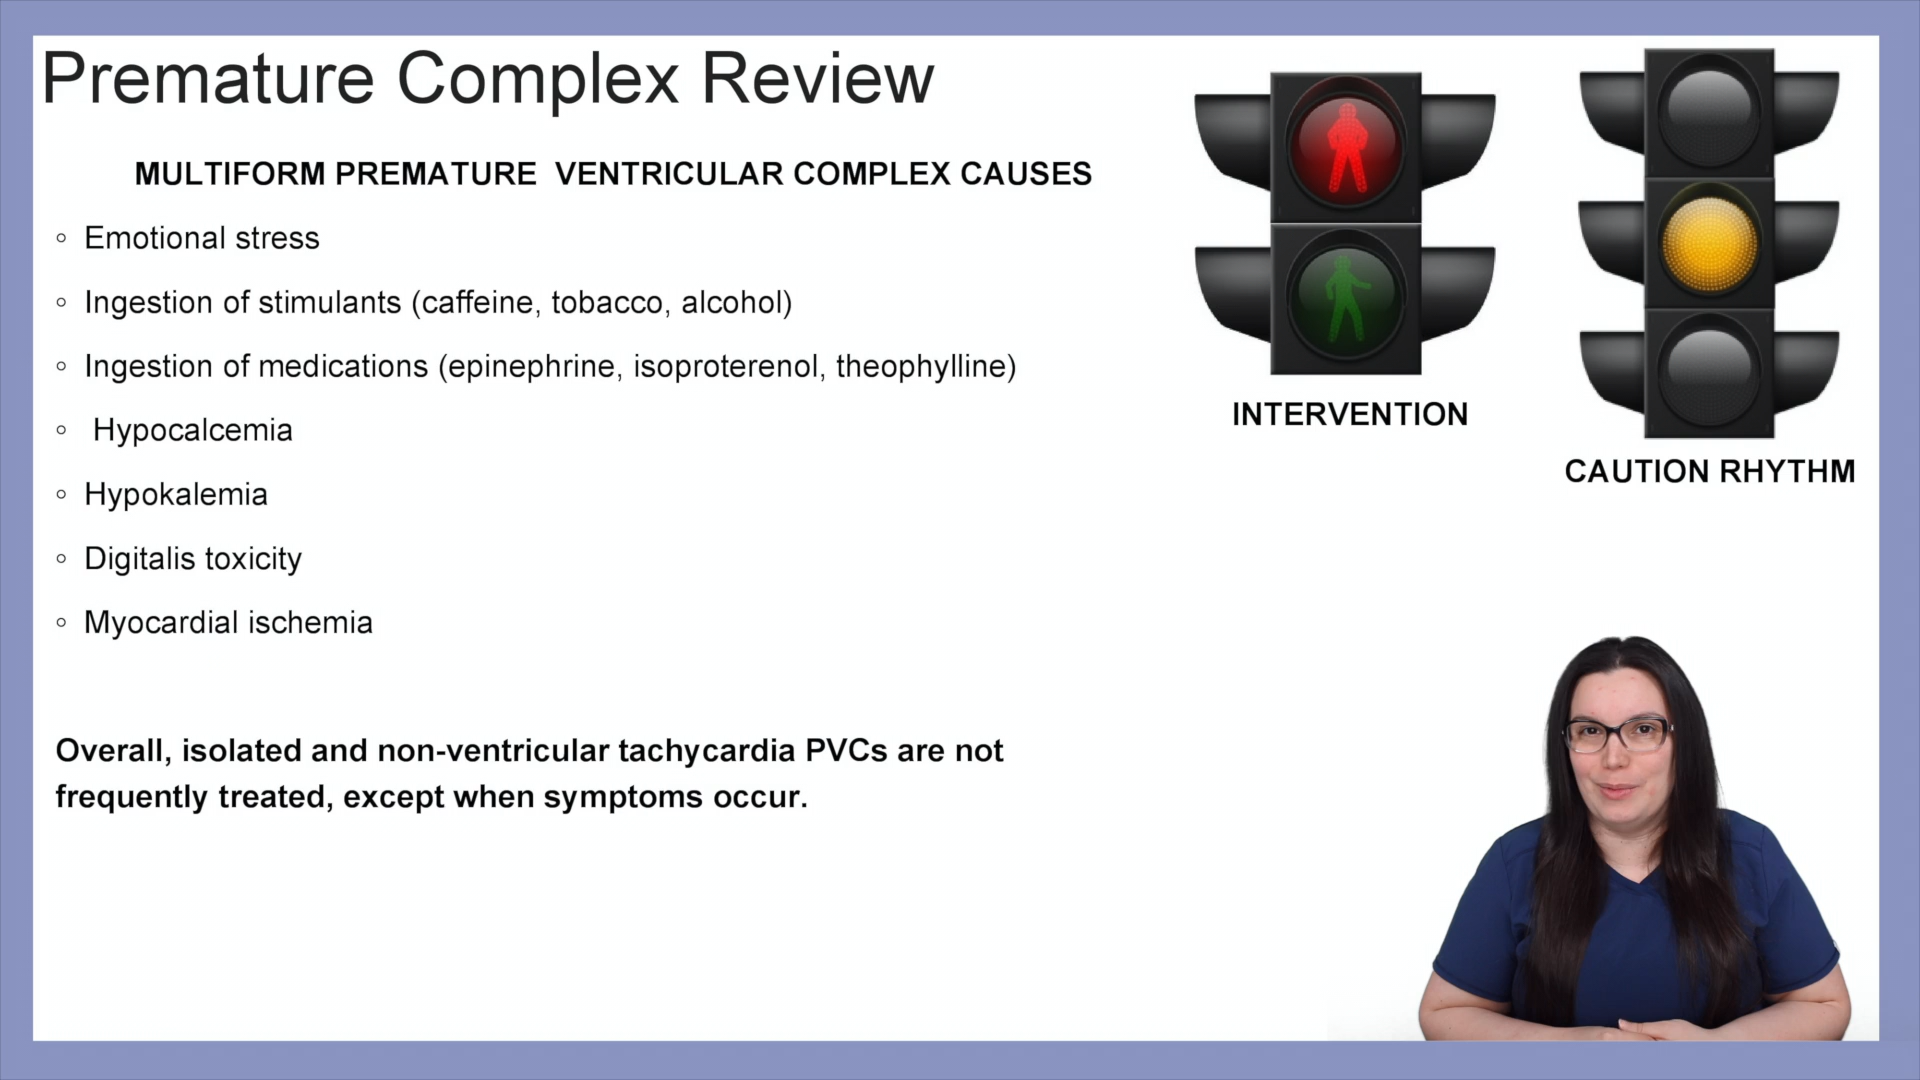 Premature Complex Review
MULTIFORM PREMATURE VENTRICULAR COMPLEX CAUSES
Emotional stress
Ingestion of stimulants (caffeine, tobacco, alcohol)
Ingestion of medications (epinephrine, isoproterenol, theophylline)
Hypocalcemia
Hypokalemia
Digitalis toxicity
Myocardial ischemia
Overall, isolated and non-ventricular tachycardia PVCs are not
frequently treated, except when symptoms occur.
INTERVENTION
CAUTION RHYTHM